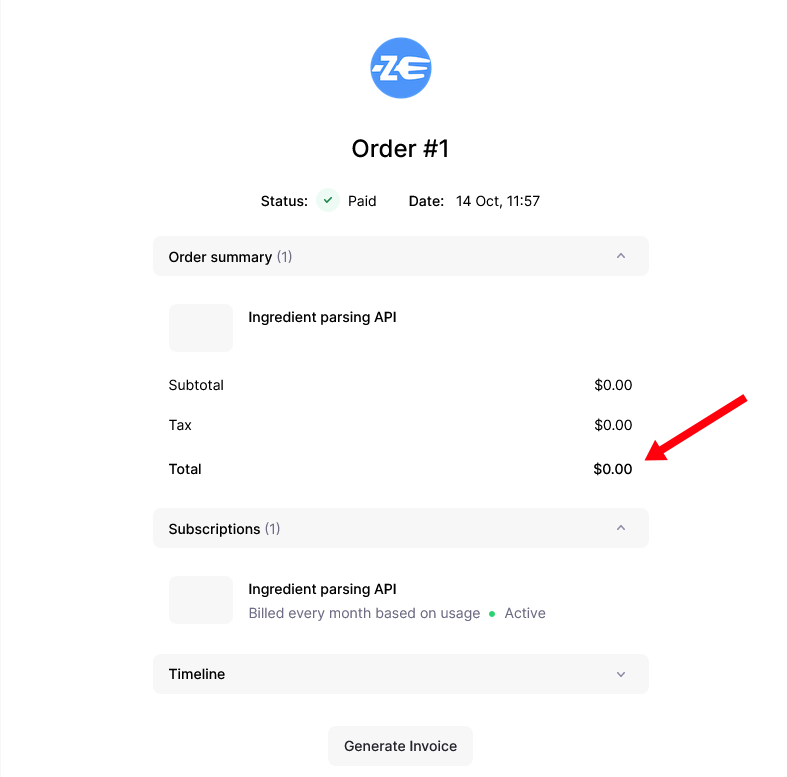 ZE
Order #1
Status: Paid Date: 14 Oct, 11:57
Order summary (1)
Ingredient parsing API
Subtotal $0.00
Tax $0.00
Total $0.00
Subscriptions (1)
Ingredient parsing API
Billed every month based on usage • Active
Timeline
Generate Invoice